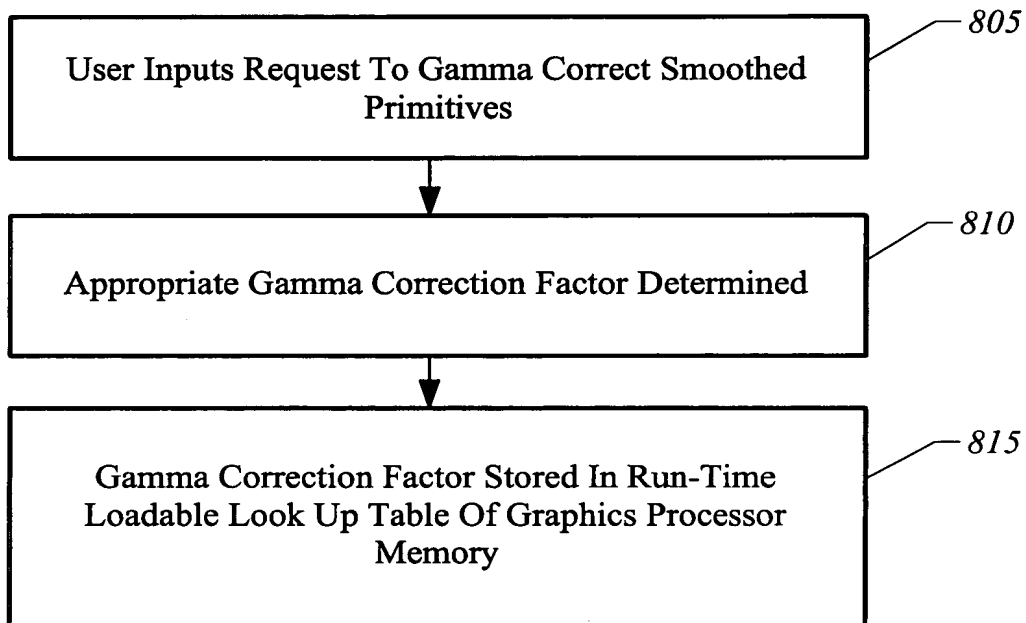 805
User Inputs Request To Gamma Correct Smoothed
Primitives
810
Appropriate Gamma Correction Factor Determined
815
Gamma Correction Factor Stored In Run-Time
Loadable Look Up Table Of Graphics Processor
Memory